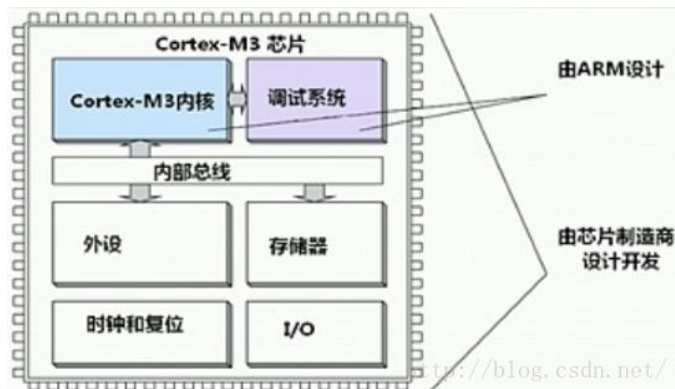 Cortex-M3 芯片
Cortex-M3内核
调试系统
由ARM设计
内部总线
外设
存储器
由芯片制造商
设计开发
时钟和复位
I/O
http://blog.csdn.net/